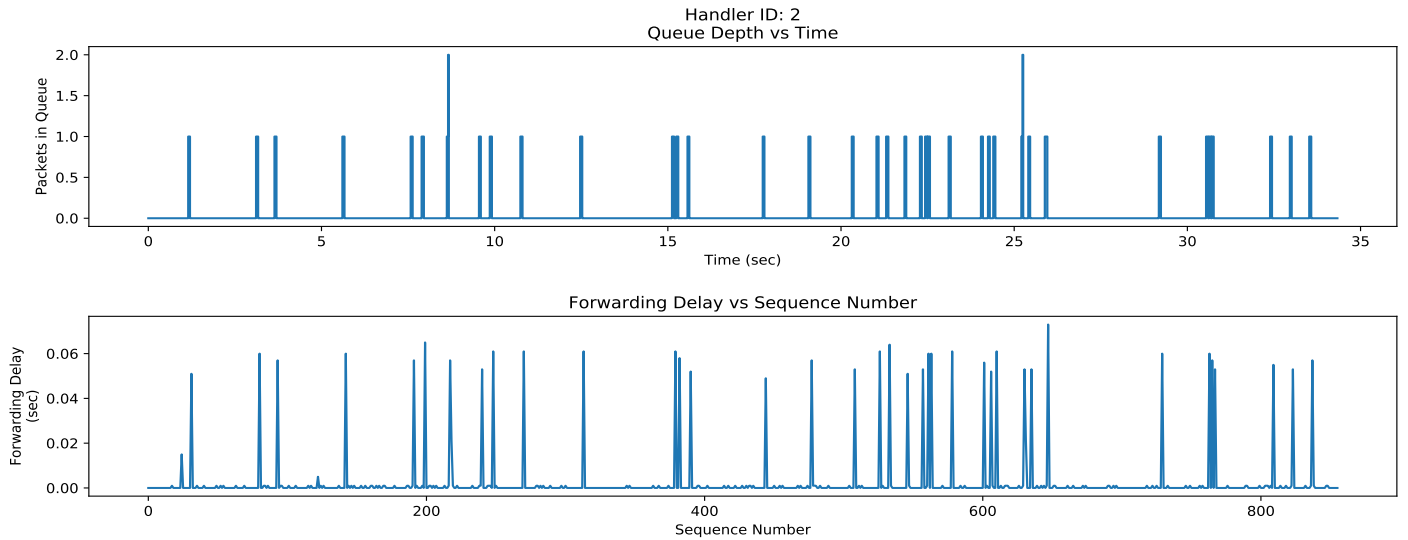 Handler ID: 2
Queue Depth vs Time
Packets in Queue
2.0
1.5
1.0
0.5
0.0
0 5 10 15 20 25 30 35
Time (sec)
Forwarding Delay vs Sequence Number
Forwarding Delay
(sec)
0.06
0.04
0.02
0.00
0 200 400 600 800
Sequence Number